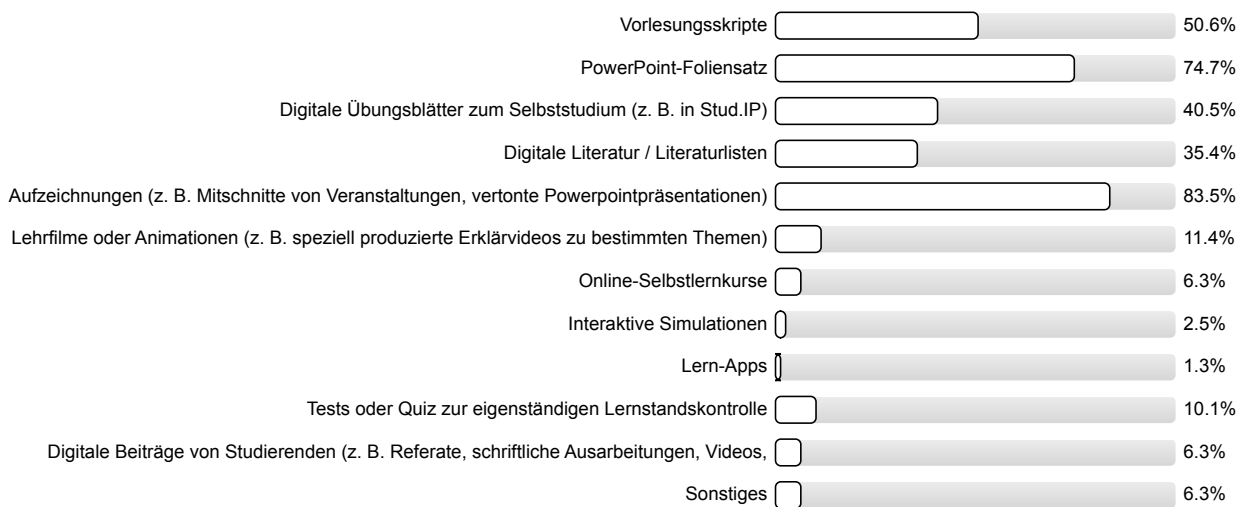 Vorlesungsskripte 50.6%
PowerPoint-Foliensatz 74.7%
Digitale Übungsblätter zum Selbststudium (z. B. in Stud.IP) 40.5%
Digitale Literatur / Literaturlisten 35.4%
Aufzeichnungen (z. B. Mitschnitte von Veranstaltungen, vertonte Powerpointpräsentationen) 83.5%
Lehrfilme oder Animationen (z. B. speziell produzierte Erklärvideos zu bestimmten Themen) 11.4%
Online-Selbstlernkurse 6.3%
Interaktive Simulationen 2.5%
Lern-Apps 1.3%
Tests oder Quiz zur eigenständigen Lernstandskontrolle 10.1%
Digitale Beiträge von Studierenden (z. B. Referate, schriftliche Ausarbeitungen, Videos, 6.3%
Sonstiges 6.3%